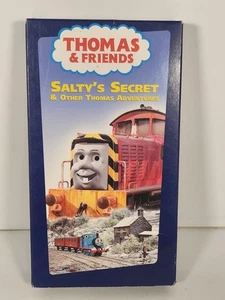 THOMAS
& FRIENDS
SALTY'S SECRET
& OTHER THOMAS ADVENTURES